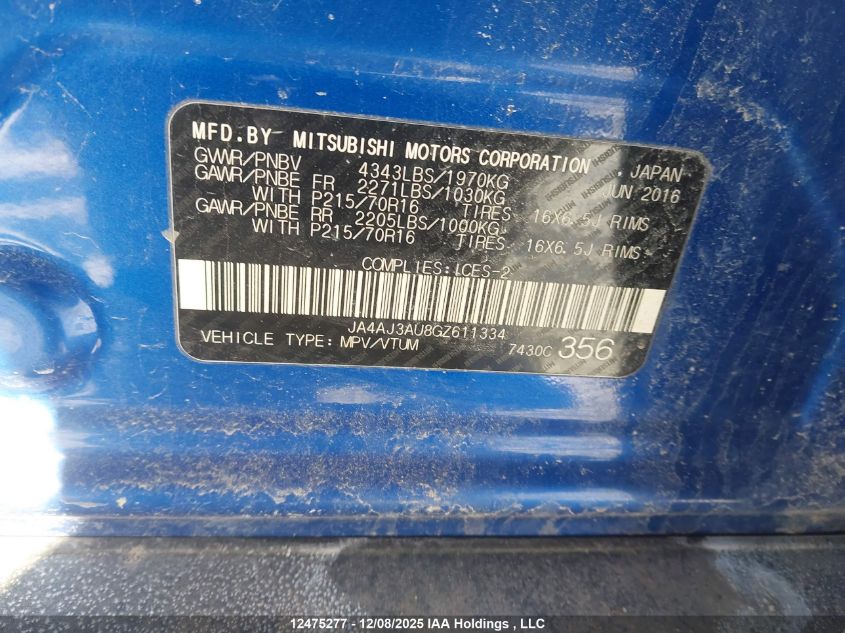 MFD.BY MITSUBISHI MOTORS CORPORATION , JAPAN
GVWR/PNBV 4343LBS/1970KG JUN 2016
GAWR/PNBE FR 2271LBS/1030KG
WITH P215/70R16 TIRES 16X6.5J RIMS
GAWR/PNBE RR 2205LBS/1000KG
WITH P215/70R16 TIRES 16X6.5J RIMS
COMPLIES:ICES-2
JA4AJ3AU8GZ611334
VEHICLE TYPE: MPV/VTUM 7430C 356
12475277 - 12/08/2025 IAA Holdings , LLC